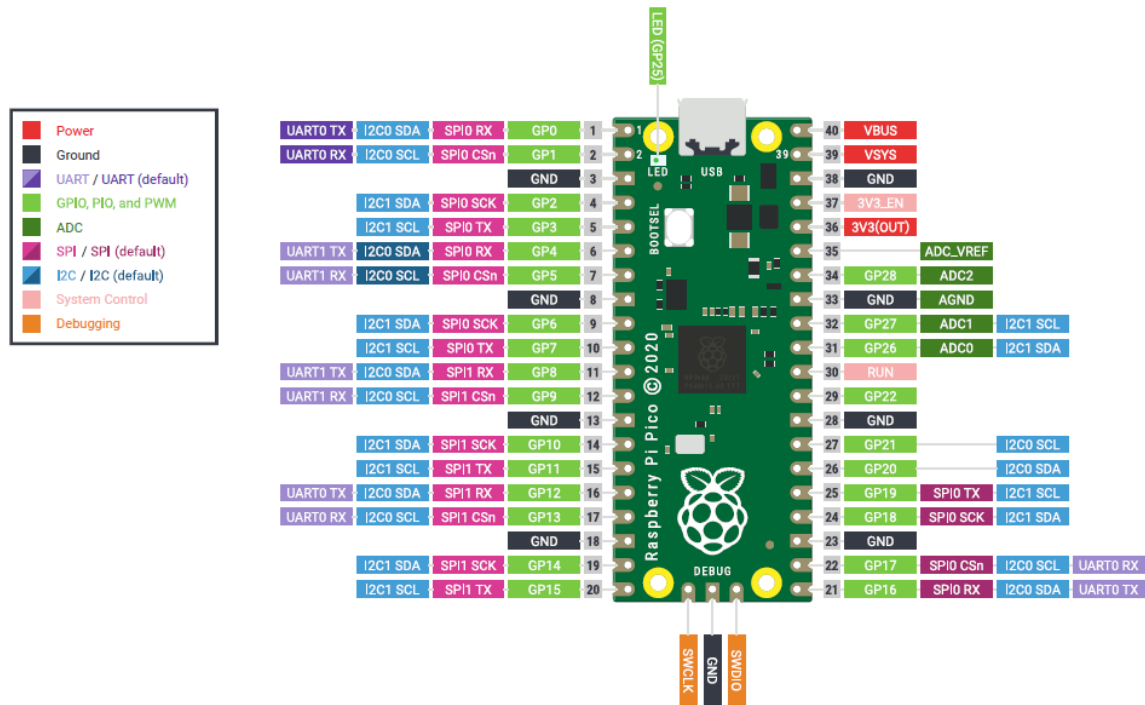 LED (GP25)
Power
Ground
UART / UART (default)
GPIO, PIO, and PWM
ADC
SPI / SPI (default)
I2C / I2C (default)
System Control
Debugging
UART0 TX I2C0 SDA SPI0 RX GP0 1 1 40 VBUS
UART0 RX I2C0 SCL SPI0 CSn GP1 2 2 LED USB 39 39 VSYS
GND 3 38 GND
I2C1 SDA SPI0 SCK GP2 4 37 3V3_EN
I2C1 SCL SPI0 TX GP3 5 BOOTSEL 36 3V3(OUT)
UART1 TX I2C0 SDA SPI0 RX GP4 6 35 ADC_VREF
UART1 RX I2C0 SCL SPI0 CSn GP5 7 34 GP28 ADC2
GND 8 33 GND AGND
I2C1 SDA SPI0 SCK GP6 9 32 GP27 ADC1 I2C1 SCL
I2C1 SCL SPI0 TX GP7 10 31 GP26 ADC0 I2C1 SDA
UART1 TX I2C0 SDA SPI1 RX GP8 11 30 RUN
UART1 RX I2C0 SCL SPI1 CSn GP9 12 29 GP22
GND 13 28 GND
I2C1 SDA SPI1 SCK GP10 14 27 GP21 I2C0 SCL
I2C1 SCL SPI1 TX GP11 15 26 GP20 I2C0 SDA
UART0 TX I2C0 SDA SPI1 RX GP12 16 25 GP19 SPI0 TX I2C1 SCL
UART0 RX I2C0 SCL SPI1 CSn GP13 17 24 GP18 SPI0 SCK I2C1 SDA
GND 18 23 GND
I2C1 SDA SPI1 SCK GP14 19 22 GP17 SPI0 CSn I2C0 SCL UART0 RX
I2C1 SCL SPI1 TX GP15 20 21 GP16 SPI0 RX I2C0 SDA UART0 TX
Raspberry Pi Pico © 2020
DEBUG
SWCLK
GND
SWDIO